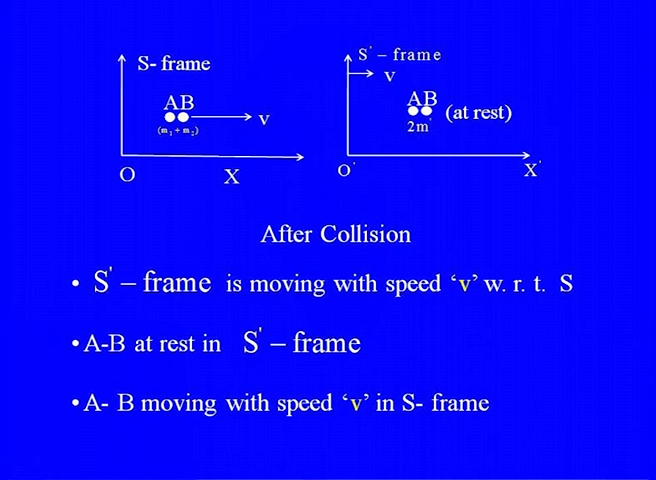 S- frame
AB
v
(m₁ + m₂)
O
X
S' – frame
v
AB
(at rest)
2m'
O'
X'
After Collision
• S' – frame is moving with speed ‘v’ w. r. t. S
• A-B at rest in S' – frame
• A- B moving with speed ‘v’ in S- frame